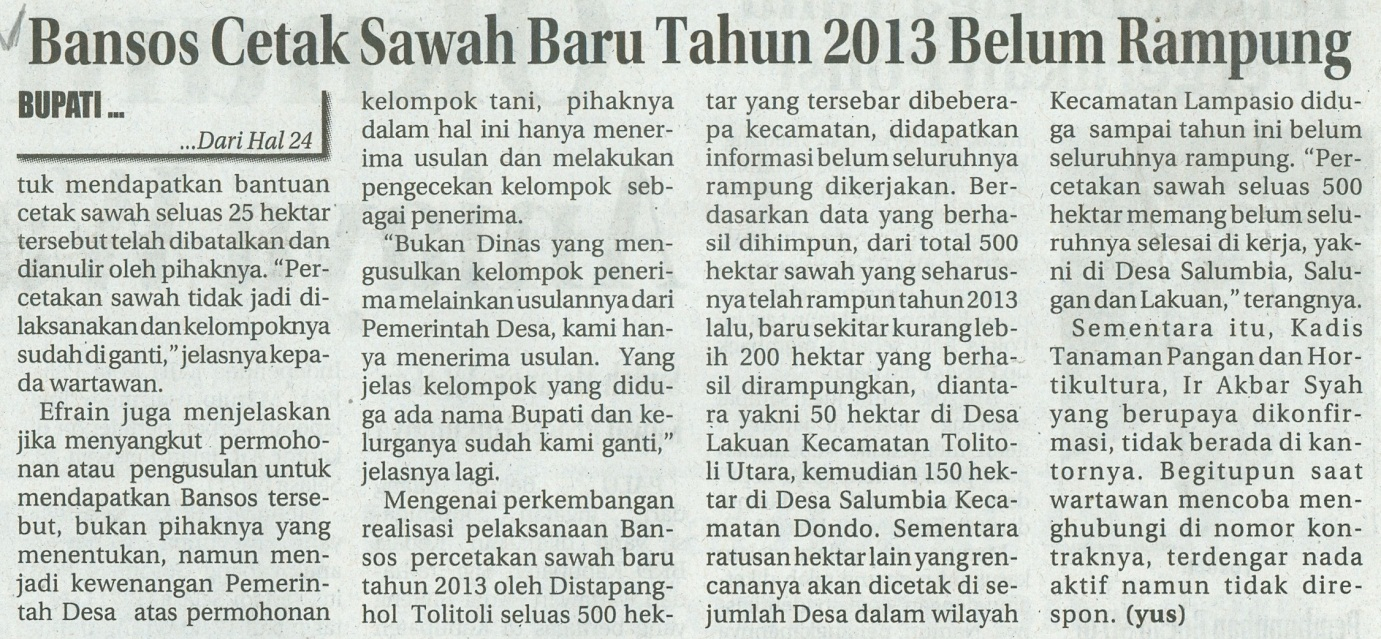 Bansos Cetak Sawah Baru Tahun 2013 Belum Rampung
BUPATI ...
...Dari Hal 24
tuk mendapatkan bantuan
cetak sawah seluas 25 hektar
tersebut telah dibatalkan dan
dianulir oleh pihaknya. “Per-
cetakan sawah tidak jadi di-
laksanakan dan kelompoknya
sudah di ganti,” jelasnya kepa-
da wartawan.
Efrain juga menjelaskan
jika menyangkut permoho-
nan atau pengusulan untuk
mendapatkan Bansos terse-
but, bukan pihaknya yang
menentukan, namun men-
jadi kewenangan Pemerin-
tah Desa atas permohonan
kelompok tani, pihaknya
dalam hal ini hanya mener-
ima usulan dan melakukan
pengecekan kelompok seb-
agai penerima.
“Bukan Dinas yang men-
gusulkan kelompok peneri-
ma melainkan usulannya dari
Pemerintah Desa, kami han-
ya menerima usulan. Yang
jelas kelompok yang didu-
ga ada nama Bupati dan ke-
lurganya sudah kami ganti,”
jelasnya lagi.
Mengenai perkembangan
realisasi pelaksanaan Ban-
sos percetakan sawah baru
tahun 2013 oleh Distapang-
hol Tolitoli seluas 500 hek-
tar yang tersebar dibebera-
pa kecamatan, didapatkan
informasi belum seluruhnya
rampung dikerjakan. Ber-
dasarkan data yang berha-
sil dihimpun, dari total 500
hektar sawah yang seharus-
nya telah rampun tahun 2013
lalu, baru sekitar kurang leb-
ih 200 hektar yang berha-
sil dirampungkan, dianta-
ra yakni 50 hektar di Desa
Lakuan Kecamatan Tolito-
li Utara, kemudian 150 hek-
tar di Desa Salumbia Keca-
matan Dondo. Sementara
ratusan hektar lain yang ren-
cananya akan dicetak di se-
jumlah Desa dalam wilayah
Kecamatan Lampasio didu-
ga sampai tahun ini belum
seluruhnya rampung. “Per-
cetakan sawah seluas 500
hektar memang belum selu-
ruhnya selesai di kerja, yak-
ni di Desa Salumbia, Salu-
gan dan Lakuan,” terangnya.
Sementara itu, Kadis
Tanaman Pangan dan Hor-
tikultura, Ir Akbar Syah
yang berupaya dikonfir-
masi, tidak berada di kan-
tornya. Begitupun saat
wartawan mencoba men-
ghubungi di nomor kon-
traknya, terdengar nada
aktif namun tidak dire-
spon. (yus)